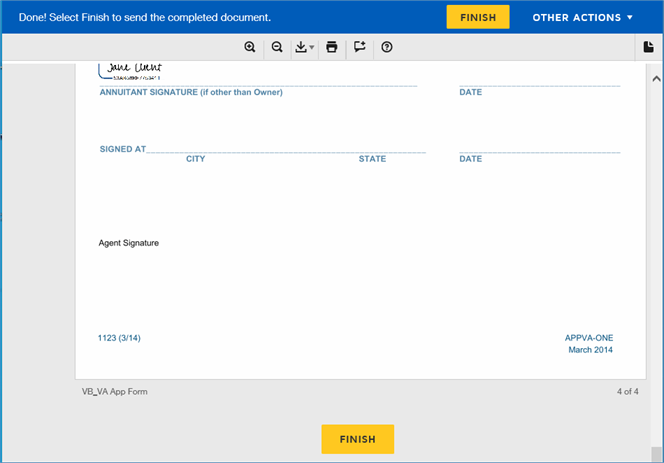 Done! Select Finish to send the completed document.
FINISH
OTHER ACTIONS
Jane Client
ANNUITANT SIGNATURE (if other than Owner)
DATE
SIGNED AT
CITY
STATE
DATE
Agent Signature
1123 (3/14)
APPVA-ONE
March 2014
VB_VA App Form
4 of 4
FINISH